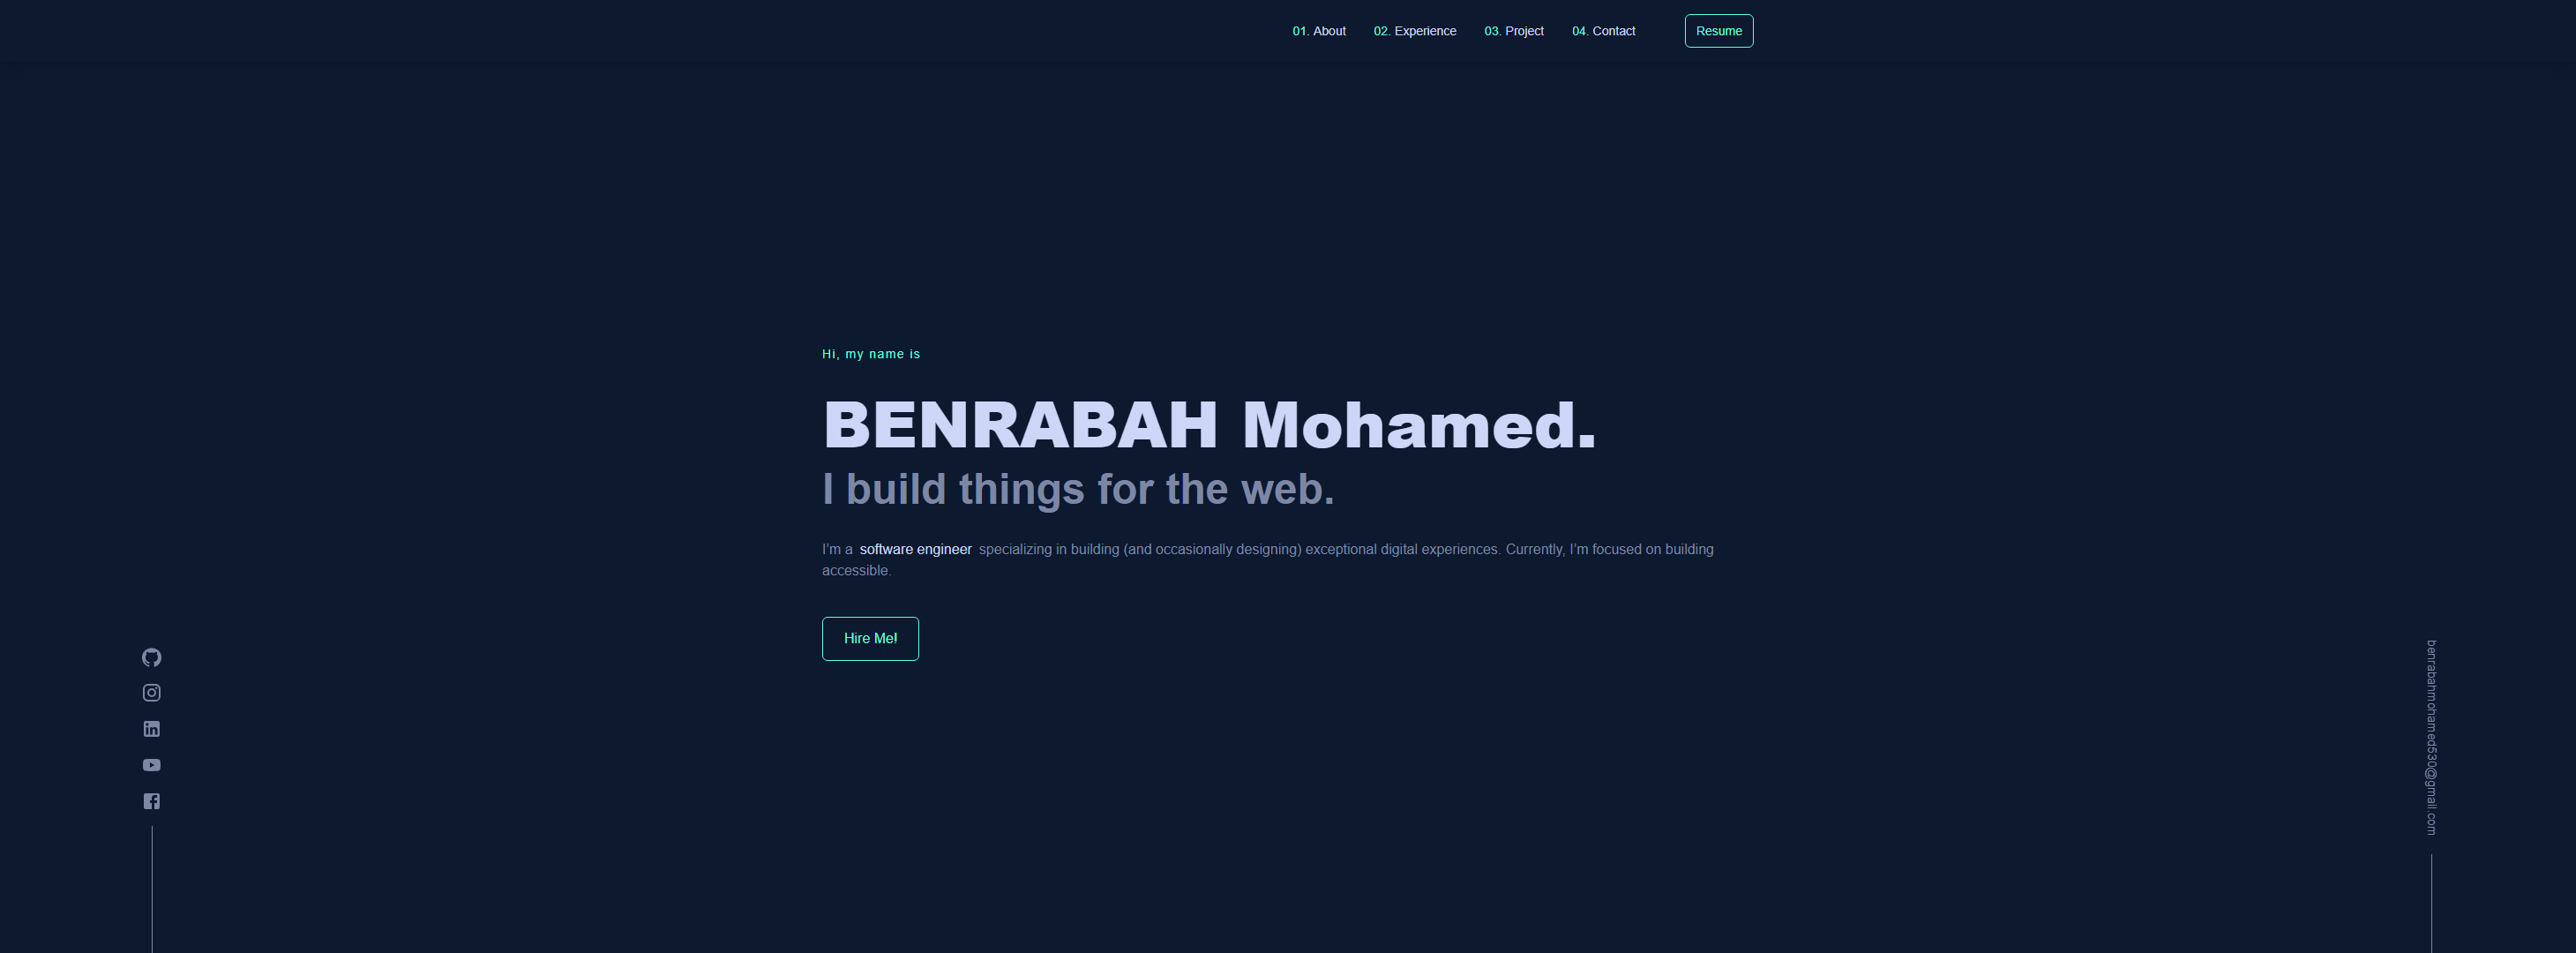 01. About 02. Experience 03. Project 04. Contact Resume
Hi, my name is
BENRABAH Mohamed.
I build things for the web.
I'm a software engineer specializing in building (and occasionally designing) exceptional digital experiences. Currently, I'm focused on building
accessible.
Hire Me!
benrabahmohamed530@gmail.com